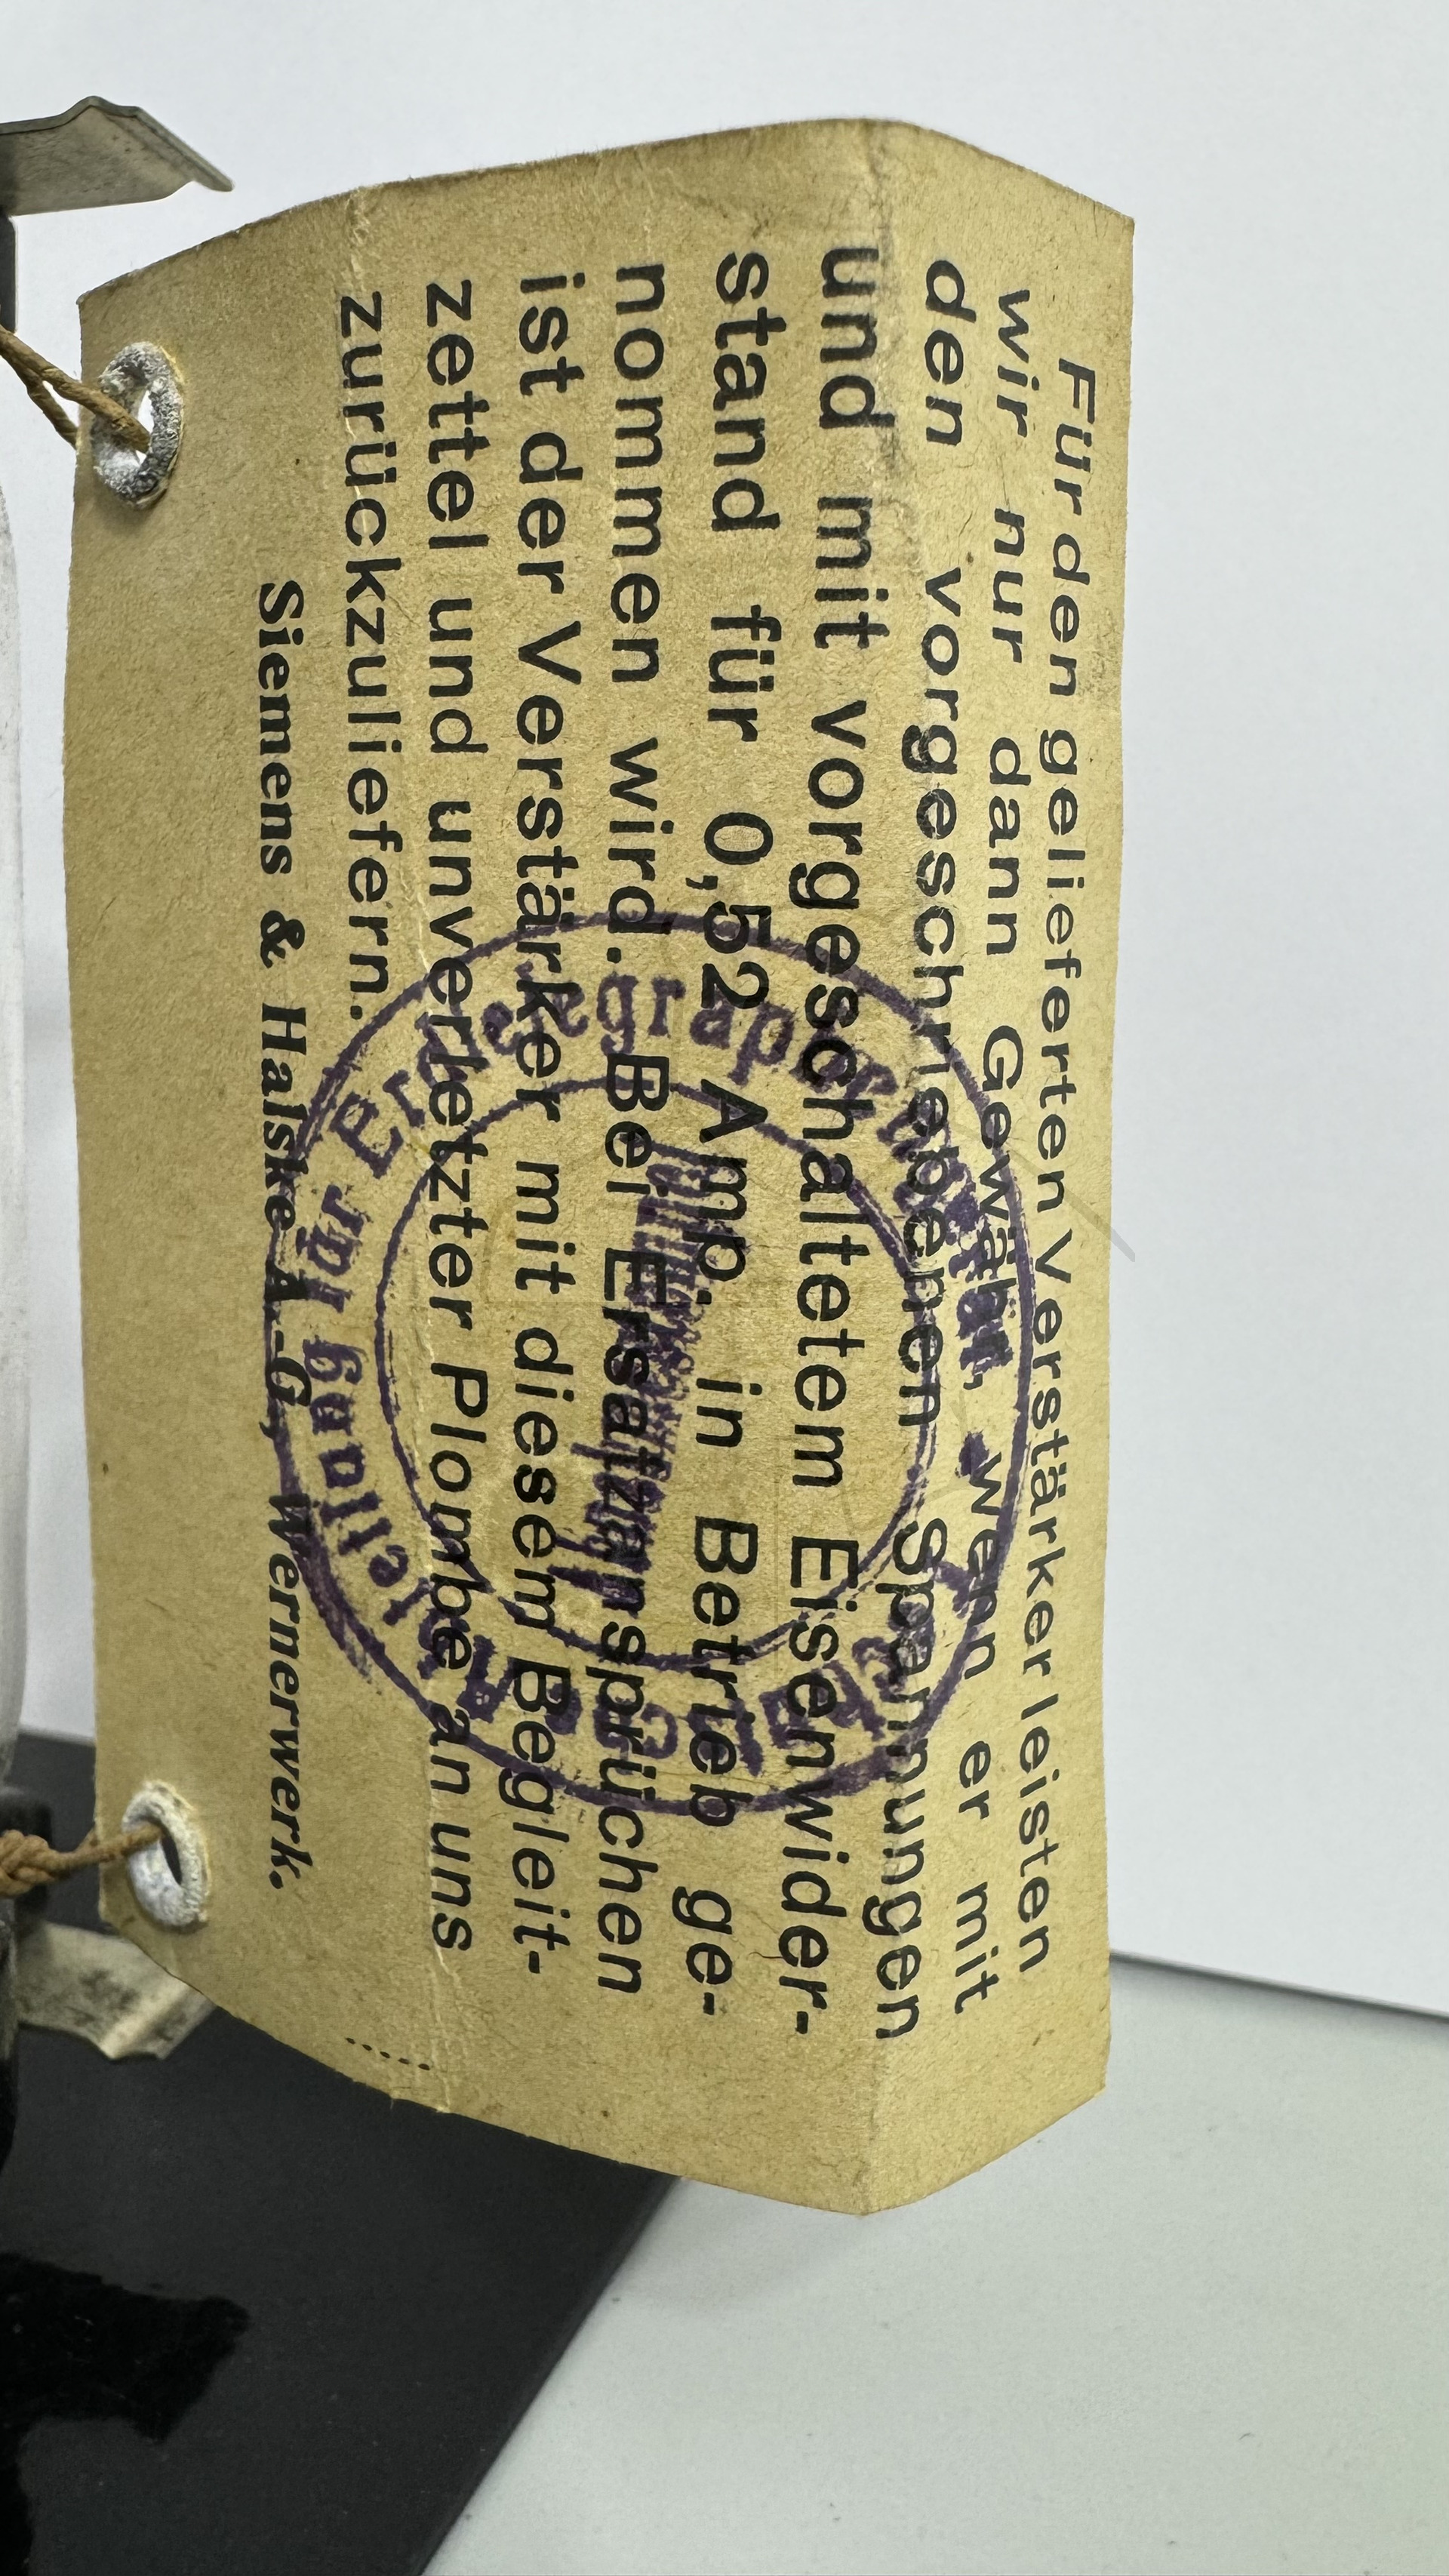 Für den gelieferten Verstärker leisten
wir nur dann Gewähr, wenn er mit
den vorgeschriebenen Spannungen
und mit vorgeschaltetem Eisenwider-
stand für 0,52 Amp. in Betrieb ge-
nommen wird. Bei Ersatzansprüchen
ist der Verstärker mit diesem Begleit-
zettel und unverletzter Plombe an uns
zurückzuliefern.
Siemens & Halske A.-G., Wernerwerk.